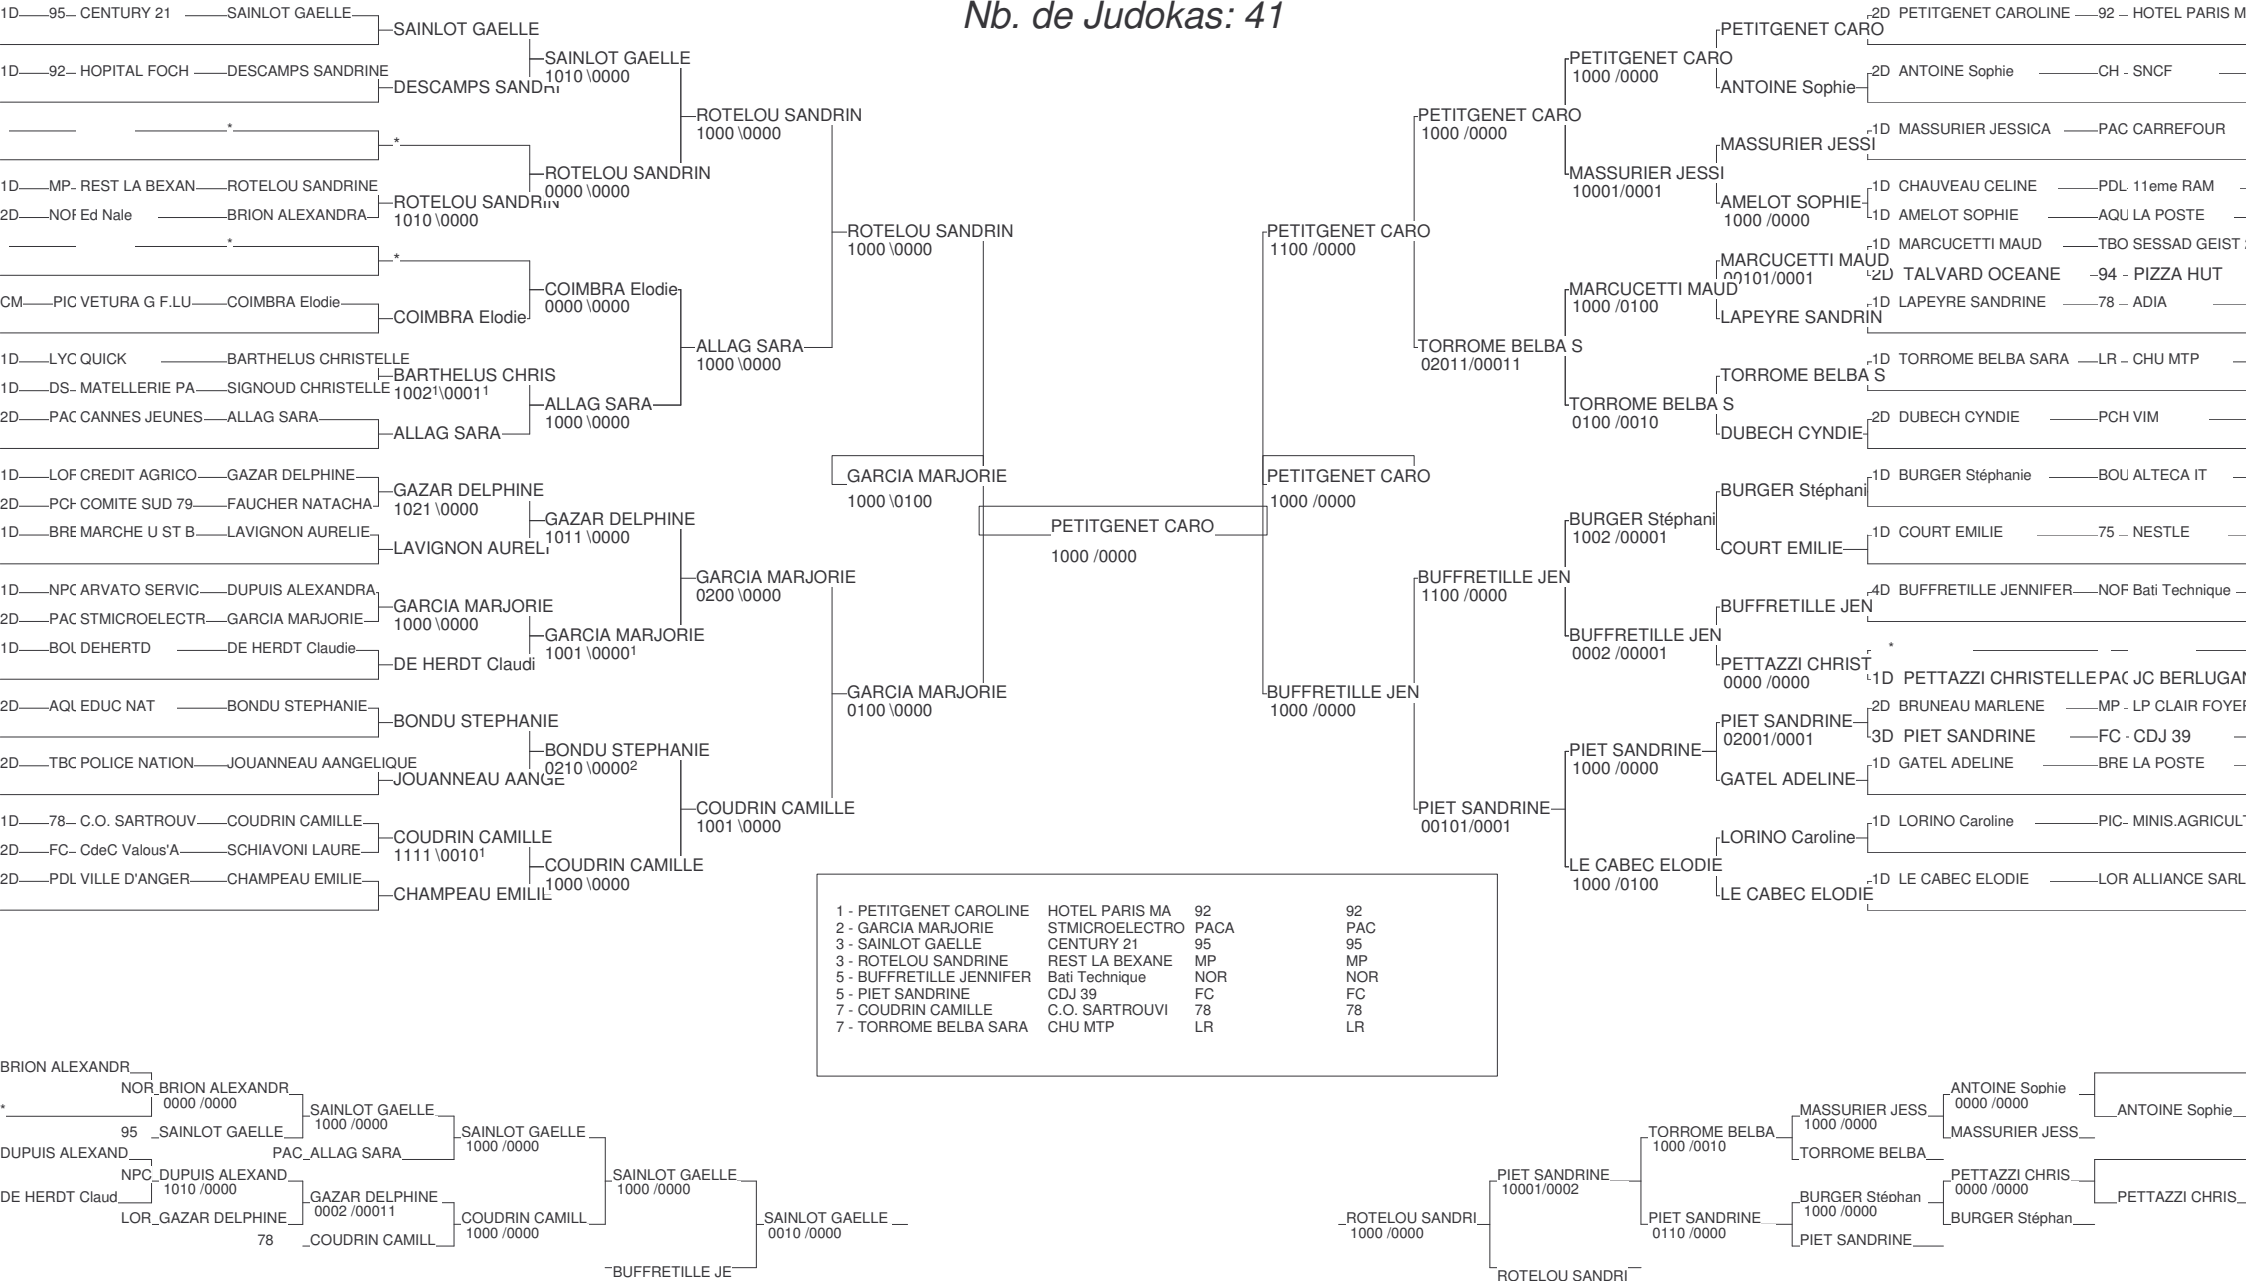 Nb. de Judokas: 41
1D 95 CENTURY 21 SAINLOT GAELLE
1D 92 HOPITAL FOCH DESCAMPS SANDRINE
*
1D MP REST LA BEXAN ROTELOU SANDRINE
2D NOR Ed Nale BRION ALEXANDRA
*
CM PIC VETURA G F.LU COIMBRA Elodie
1D LYC QUICK BARTHELUS CHRISTELLE
1D DS MATELLERIE PA SIGNOUD CHRISTELLE
2D PAC CANNES JEUNES ALLAG SARA
1D LOR CREDIT AGRICO GAZAR DELPHINE
2D PCH COMITE SUD 79 FAUCHER NATACHA
1D BRE MARCHE U ST B LAVIGNON AURELIE
1D NPC ARVATO SERVIC DUPUIS ALEXANDRA
2D PAC STMICROELECTR GARCIA MARJORIE
1D BOU DEHERTD DE HERDT Claudie
2D AQU EDUC NAT BONDU STEPHANIE
2D TBO POLICE NATION JOUANNEAU AANGELIQUE
1D 78 C.O. SARTROUV COUDRIN CAMILLE
2D FC CdeC Valous'A SCHIAVONI LAURE
2D PDL VILLE D'ANGER CHAMPEAU EMILIE
SAINLOT GAELLE
DESCAMPS SANDRI
*
ROTELOU SANDRIN
1010 \0000
*
COIMBRA Elodie
BARTHELUS CHRIS
1002¹\0001¹
ALLAG SARA
GAZAR DELPHINE
1021 \0000
LAVIGNON AURELI
GARCIA MARJORIE
1000 \0000
DE HERDT Claudi
BONDU STEPHANIE
JOUANNEAU AANGE
COUDRIN CAMILLE
1111 \0010¹
CHAMPEAU EMILIE
SAINLOT GAELLE
1010 \0000
ROTELOU SANDRIN
0000 \0000
COIMBRA Elodie
0000 \0000
ALLAG SARA
1000 \0000
GAZAR DELPHINE
1011 \0000
GARCIA MARJORIE
1001 \0000¹
BONDU STEPHANIE
0210 \0000²
COUDRIN CAMILLE
1000 \0000
ROTELOU SANDRIN
1000 \0000
ALLAG SARA
1000 \0000
GARCIA MARJORIE
0200 \0000
COUDRIN CAMILLE
1001 \0000
ROTELOU SANDRIN
1000 \0000
GARCIA MARJORIE
0100 \0000
GARCIA MARJORIE
1000 \0100
PETITGENET CARO
1000 /0000
PETITGENET CARO
1000 /0000
PETITGENET CARO
1100 /0000
BUFFRETILLE JEN
1000 /0000
PETITGENET CARO
1000 /0000
TORROME BELBA S
02011/00011
BUFFRETILLE JEN
1100 /0000
PIET SANDRINE
00101/0001
PETITGENET CARO
1000 /0000
MASSURIER JESSI
10001/0001
MARCUCETTI MAUD
1000 /0100
TORROME BELBA S
0100 /0010
BURGER Stéphani
1002 /00001
BUFFRETILLE JEN
0002 /00001
PIET SANDRINE
1000 /0000
LE CABEC ELODIE
1000 /0100
PETITGENET CARO
ANTOINE Sophie
MASSURIER JESSI
AMELOT SOPHIE
1000 /0000
MARCUCETTI MAUD
00101/0001
LAPEYRE SANDRIN
TORROME BELBA S
DUBECH CYNDIE
BURGER Stéphani
COURT EMILIE
BUFFRETILLE JEN
PETTAZZI CHRIST
0000 /0000
PIET SANDRINE
02001/0001
GATEL ADELINE
LORINO Caroline
LE CABEC ELODIE
2D PETITGENET CAROLINE 92 HOTEL PARIS M
2D ANTOINE Sophie CH - SNCF
1D MASSURIER JESSICA PAC CARREFOUR
1D CHAUVEAU CELINE PDL 11eme RAM
1D AMELOT SOPHIE AQU LA POSTE
1D MARCUCETTI MAUD TBO SESSAD GEIST
2D TALVARD OCEANE 94 - PIZZA HUT
1D LAPEYRE SANDRINE 78 ADIA
1D TORROME BELBA SARA LR - CHU MTP
2D DUBECH CYNDIE PCH VIM
1D BURGER Stéphanie BOU ALTECA IT
1D COURT EMILIE 75 NESTLE
4D BUFFRETILLE JENNIFER NOR Bati Technique
*
1D PETTAZZI CHRISTELLE PAC JC BERLUGAN
2D BRUNEAU MARLENE MP - LP CLAIR FOYER
3D PIET SANDRINE FC - CDJ 39
1D GATEL ADELINE BRE LA POSTE
1D LORINO Caroline PIC- MINIS.AGRICULT
1D LE CABEC ELODIE LOR ALLIANCE SARL
1 - PETITGENET CAROLINE HOTEL PARIS MA 92 92
2 - GARCIA MARJORIE STMICROELECTRO PACA PAC
3 - SAINLOT GAELLE CENTURY 21 95 95
3 - ROTELOU SANDRINE REST LA BEXANE MP MP
5 - BUFFRETILLE JENNIFER Bati Technique NOR NOR
5 - PIET SANDRINE CDJ 39 FC FC
7 - COUDRIN CAMILLE C.O. SARTROUVI 78 78
7 - TORROME BELBA SARA CHU MTP LR LR
BRION ALEXANDR
*
DUPUIS ALEXAND
DE HERDT Claud
NOR BRION ALEXANDR
0000 /0000
95 SAINLOT GAELLE
NPC DUPUIS ALEXAND
1010 /0000
LOR GAZAR DELPHINE
SAINLOT GAELLE
1000 /0000
PAC ALLAG SARA
GAZAR DELPHINE
0002 /00011
78 COUDRIN CAMILL
SAINLOT GAELLE
1000 /0000
COUDRIN CAMILL
1000 /0000
SAINLOT GAELLE
1000 /0000
BUFFRETILLE JE
SAINLOT GAELLE
0010 /0000
ROTELOU SANDRI
1000 /0000
PIET SANDRINE
10001/0002
ROTELOU SANDRI
TORROME BELBA
1000 /0010
PIET SANDRINE
0110 /0000
MASSURIER JESS
1000 /0000
TORROME BELBA
BURGER Stéphan
1000 /0000
PIET SANDRINE
ANTOINE Sophie
0000 /0000
MASSURIER JESS
PETTAZZI CHRIS
0000 /0000
BURGER Stéphan
ANTOINE Sophie
PETTAZZI CHRIS